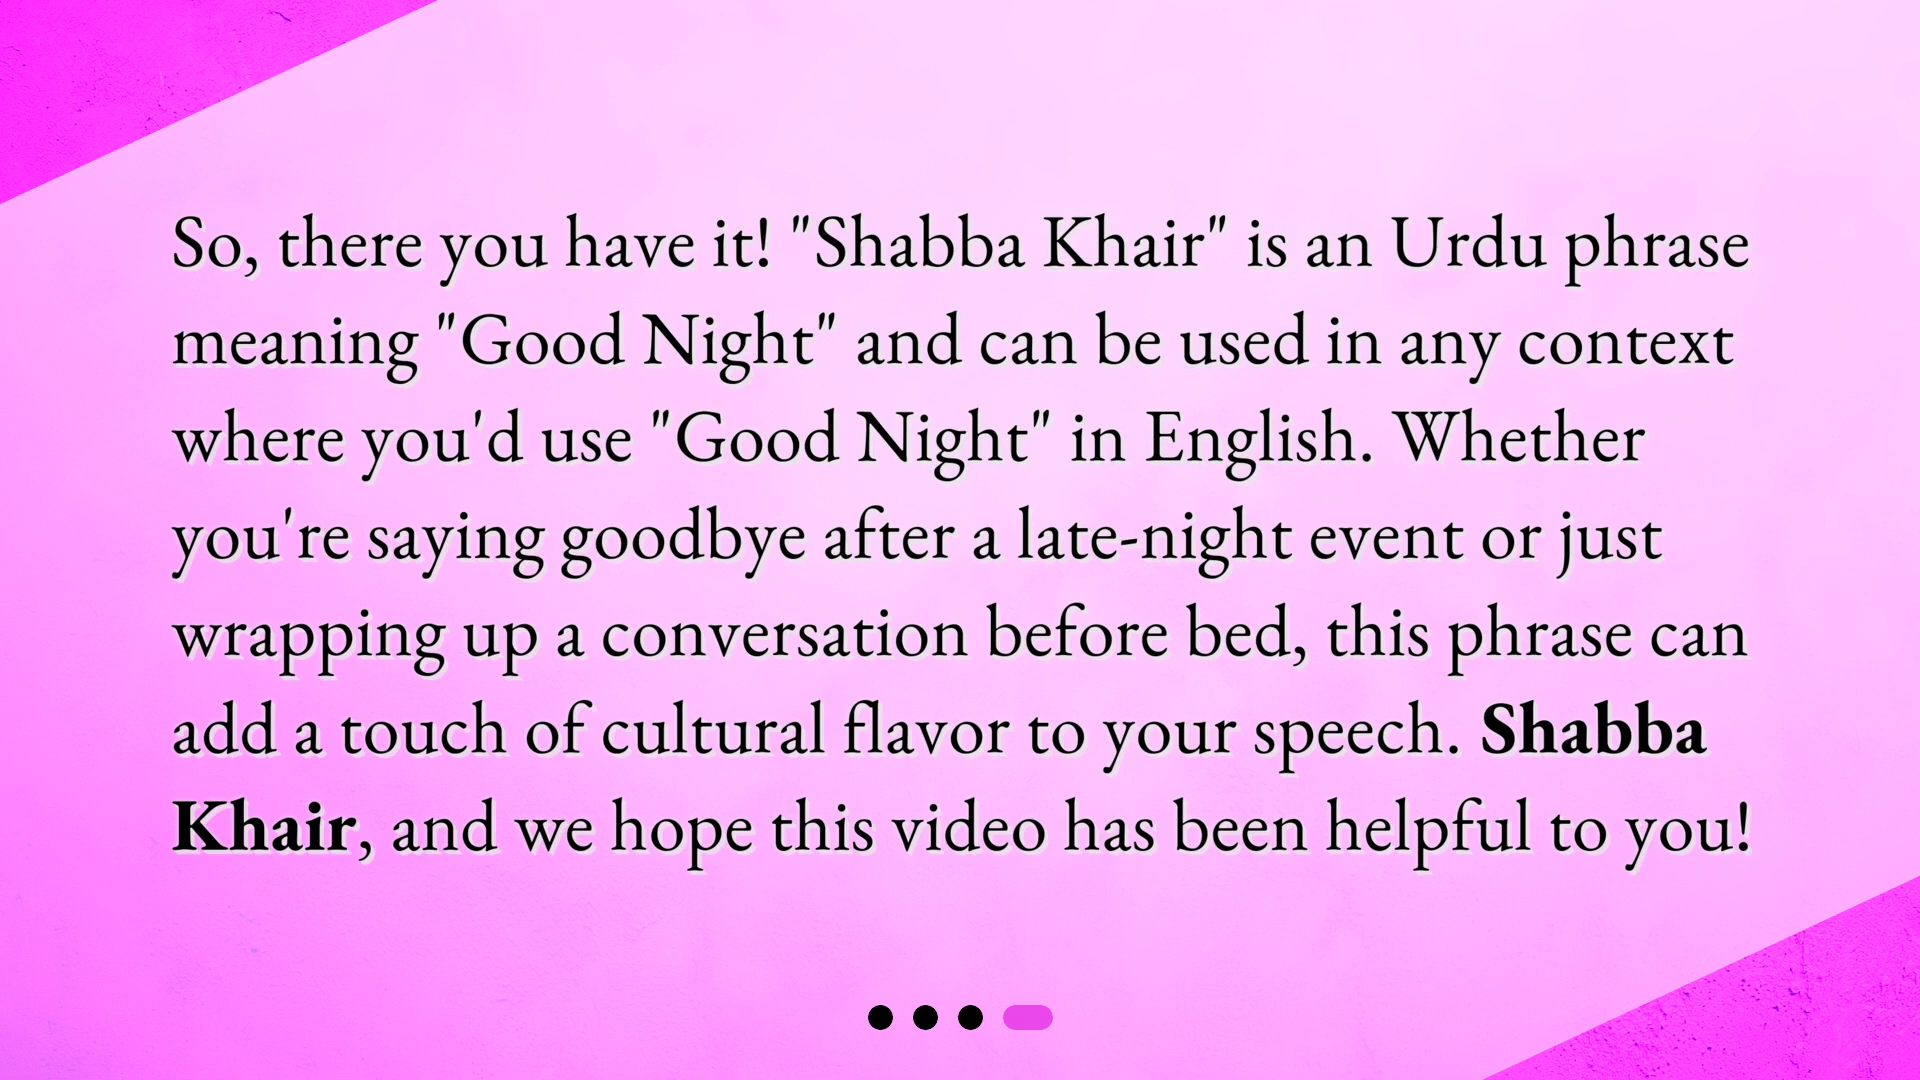 So, there you have it! "Shabba Khair" is an Urdu phrase
meaning "Good Night" and can be used in any context
where you'd use "Good Night" in English. Whether
you're saying goodbye after a late-night event or just
wrapping up a conversation before bed, this phrase can
add a touch of cultural flavor to your speech. Shabba
Khair, and we hope this video has been helpful to you!